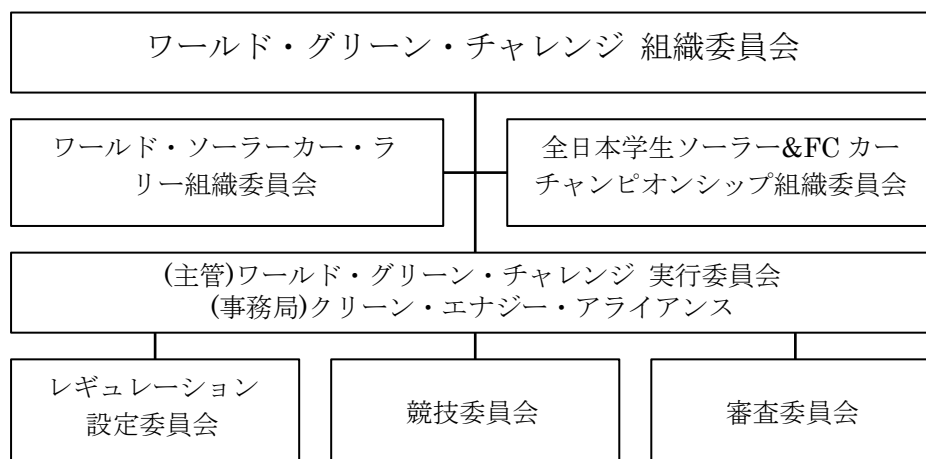 ワールド・グリーン・チャレンジ 組織委員会
ワールド・ソーラーカー・ラ
リー組織委員会
全日本学生ソーラー&FC カー
チャンピオンシップ組織委員会
(主管)ワールド・グリーン・チャレンジ 実行委員会
(事務局)クリーン・エナジー・アライアンス
レギュレーション
設定委員会
競技委員会
審査委員会